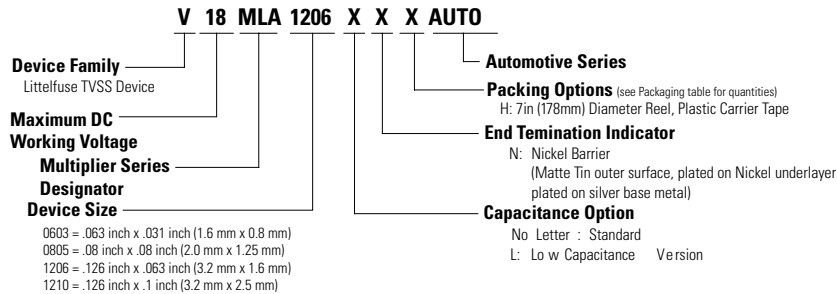 V 18 MLA 1206 X X X AUTO
Device Family
Littelfuse TVSS Device
Maximum DC
Working Voltage
Multiplier Series
Designator
Device Size
0603 = .063 inch x .031 inch (1.6 mm x 0.8 mm)
0805 = .08 inch x .08 inch (2.0 mm x 1.25 mm)
1206 = .126 inch x .063 inch (3.2 mm x 1.6 mm)
1210 = .126 inch x .1 inch (3.2 mm x 2.5 mm)
Automotive Series
Packing Options (see Packaging table for quantities)
H: 7in (178mm) Diameter Reel, Plastic Carrier Tape
End Temination Indicator
N: Nickel Barrier
(Matte Tin outer surface, plated on Nickel underlayer
plated on silver base metal)
Capacitance Option
No Letter : Standard
L: Lo w Capacitance Ve rsion